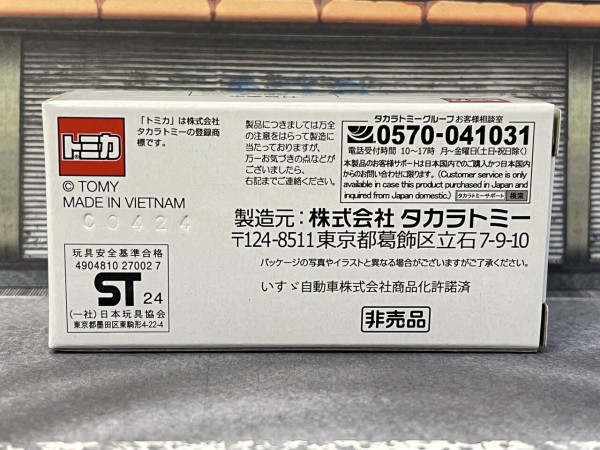 トミカ
「トミカ」は株式会社
タカラトミーの登録商
標です。
© TOMY
MADE IN VIETNAM
C0424
玩具安全基準合格
4904810 27002 7
ST 24
(一社)日本玩具協会
東京都墨田区東駒形4-22-4
製品につきましては万全
の注意をはらって製造に
当たっておりますが、
万一お気づきの点などが
ございましたら、
右記までご連絡ください。
タカラトミーグループ お客様相談室
0570-041031
電話受付時間 10〜17時 月〜金曜日(土日・祝日除く)
本製品のお客様サポートは日本国内でのご購入かつ日本国内
からのお問い合わせに限ります。(Customer service is only
available in case this product purchased in Japan and
inquired from Japan domestic.) タカラトミーサポート 検索
製造元：株式会社 タカラトミー
〒124-8511東京都葛飾区立石7-9-10
パッケージの写真やイラストと異なる場合がございますがご了承ください。
いすゞ自動車株式会社商品化許諾済
非売品